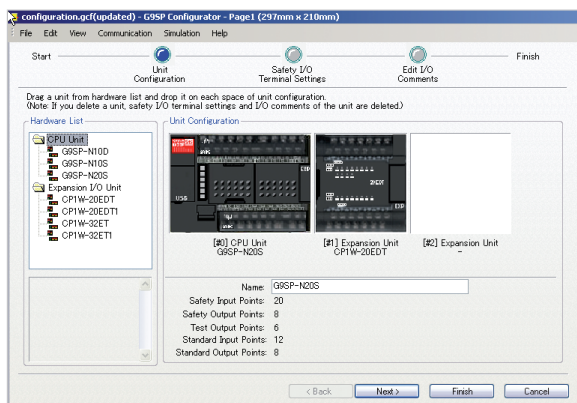 configuration.gcf(updated) - G9SP Configurator - Page1 (297mm x 210mm)
File Edit View Communication Simulation Help
Start
Unit Configuration
Safety I/O Terminal Settings
Edit I/O Comments
Finish
Drag a unit from hardware list and drop it on each space of unit configuration.
(Note: If you delete a unit, safety I/O terminal settings and I/O comments of the unit are deleted.)
Hardware List
CPU Unit
G9SP-N10D
G9SP-N10S
G9SP-N20S
Expansion I/O Unit
CP1W-20EDT
CP1W-20EDT1
CP1W-32ET
CP1W-32ET1
Unit Configuration
USB
EXP
20EDT
EXP
[#0] CPU Unit
G9SP-N20S
[#1] Expansion Unit
CP1W-20EDT
[#2] Expansion Unit
-
Name: G9SP-N20S
Safety Input Points: 20
Safety Output Points: 8
Test Output Points: 6
Standard Input Points: 12
Standard Output Points: 8
< Back Next > Finish Cancel